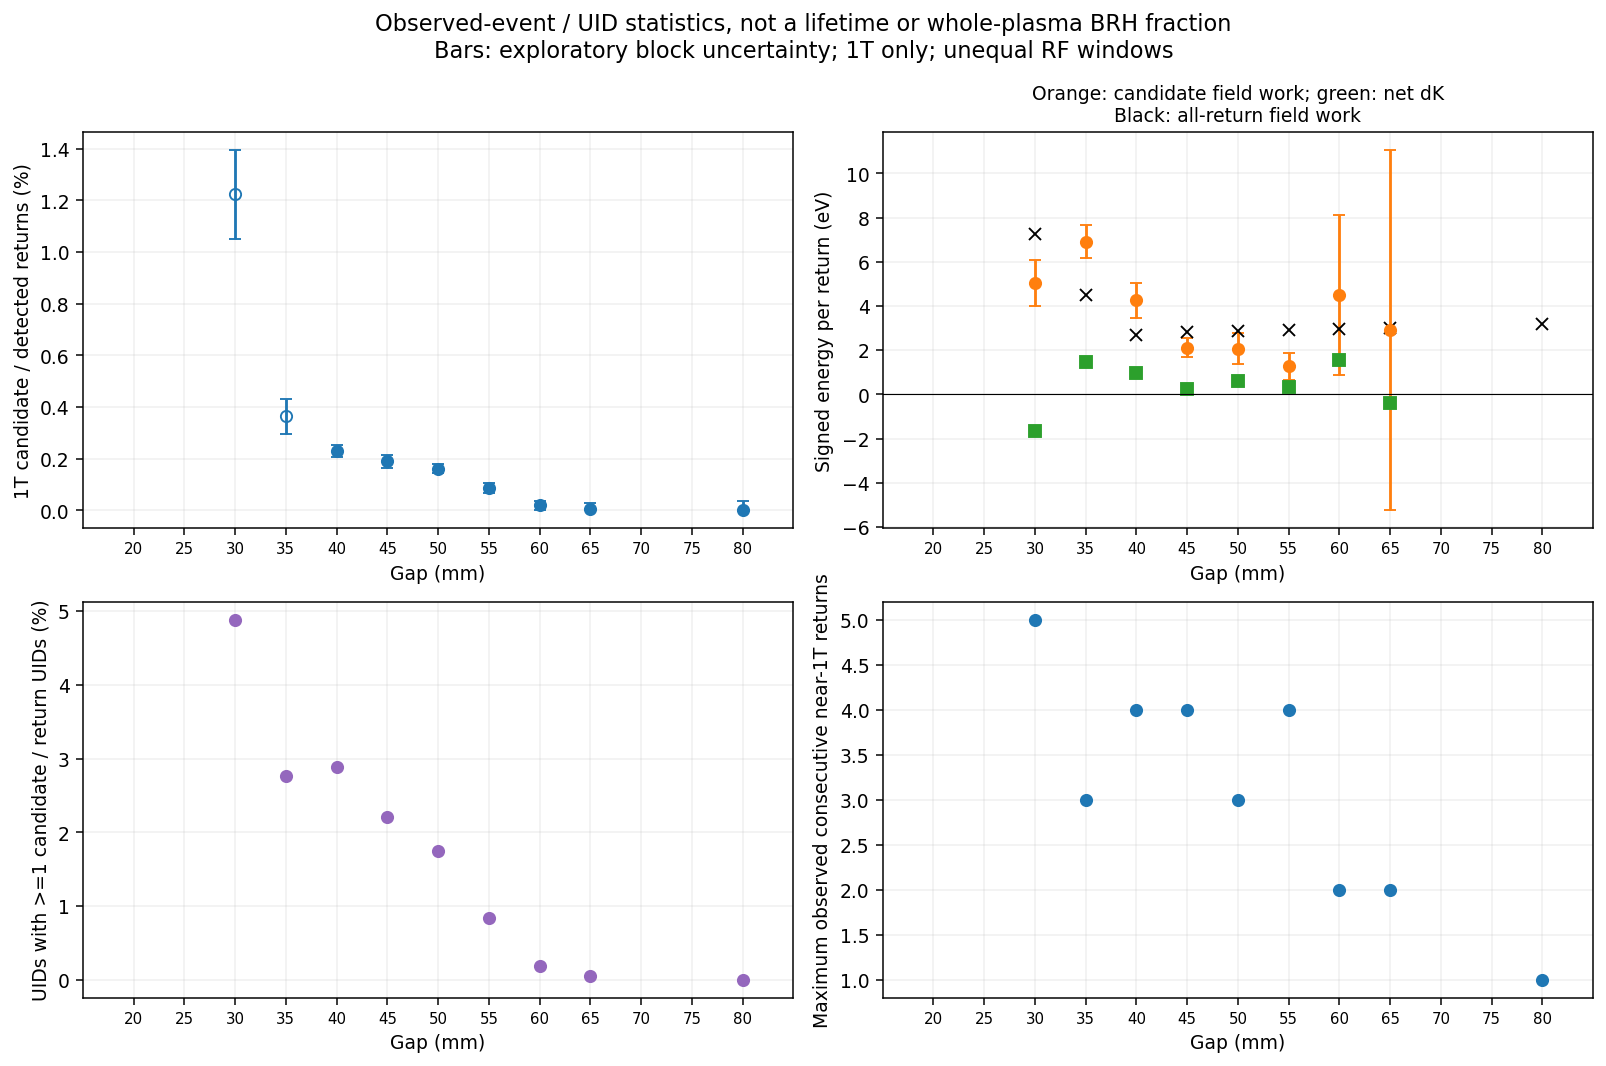 Observed-event / UID statistics, not a lifetime or whole-plasma BRH fraction
Bars: exploratory block uncertainty; 1T only; unequal RF windows
1T candidate / detected returns (%)
1.4
1.2
1.0
0.8
0.6
0.4
0.2
0.0
20 25 30 35 40 45 50 55 60 65 70 75 80
Gap (mm)
Orange: candidate field work; green: net dK
Black: all-return field work
Signed energy per return (eV)
10
8
6
4
2
0
−2
−4
−6
20 25 30 35 40 45 50 55 60 65 70 75 80
Gap (mm)
UIDs with >=1 candidate / return UIDs (%)
5
4
3
2
1
0
20 25 30 35 40 45 50 55 60 65 70 75 80
Gap (mm)
Maximum observed consecutive near-1T returns
5.0
4.5
4.0
3.5
3.0
2.5
2.0
1.5
1.0
20 25 30 35 40 45 50 55 60 65 70 75 80
Gap (mm)